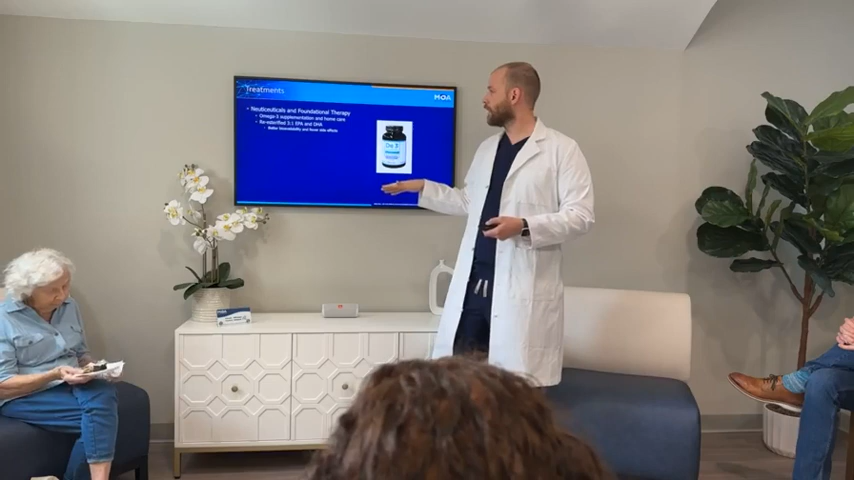 Treatments
MOA
• Neuticeuticals and Foundational Therapy
• Omega-3 supplementation and home care
• Re-esterified 3:1 EPA and DHA
• Better bioavailability and fewer side effects